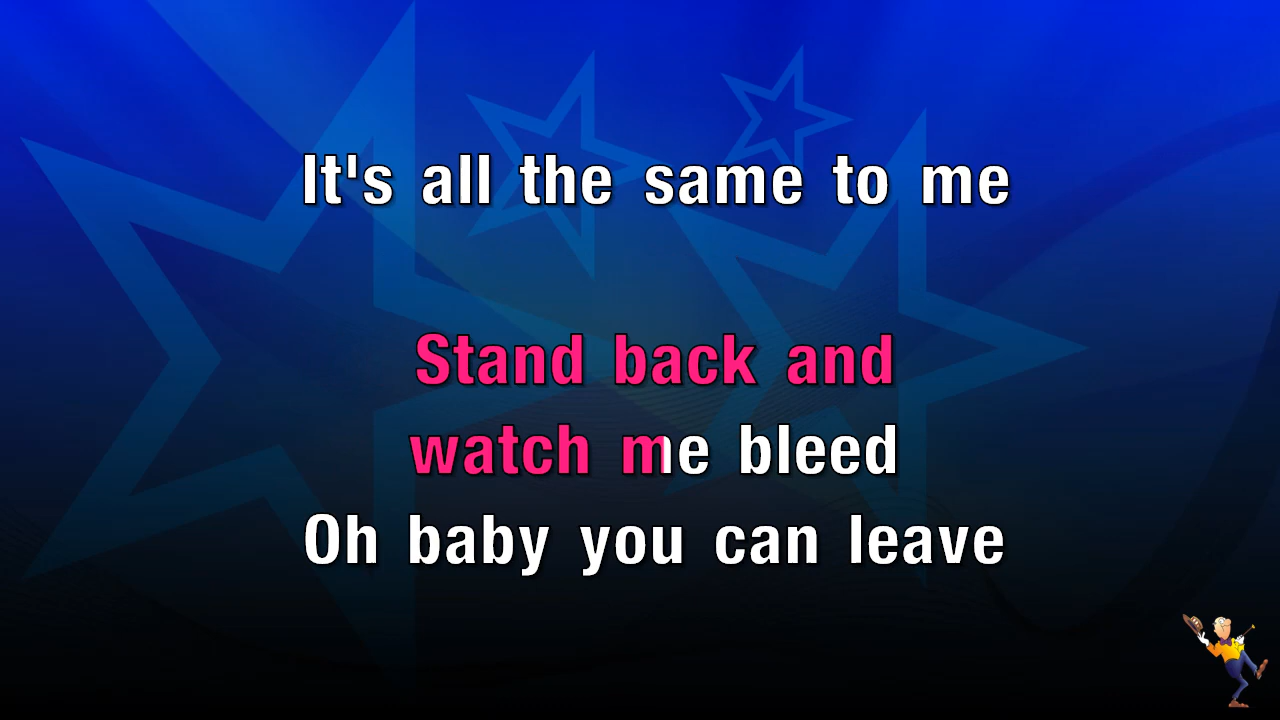 It's all the same to me
Stand back and
watch me bleed
Oh baby you can leave